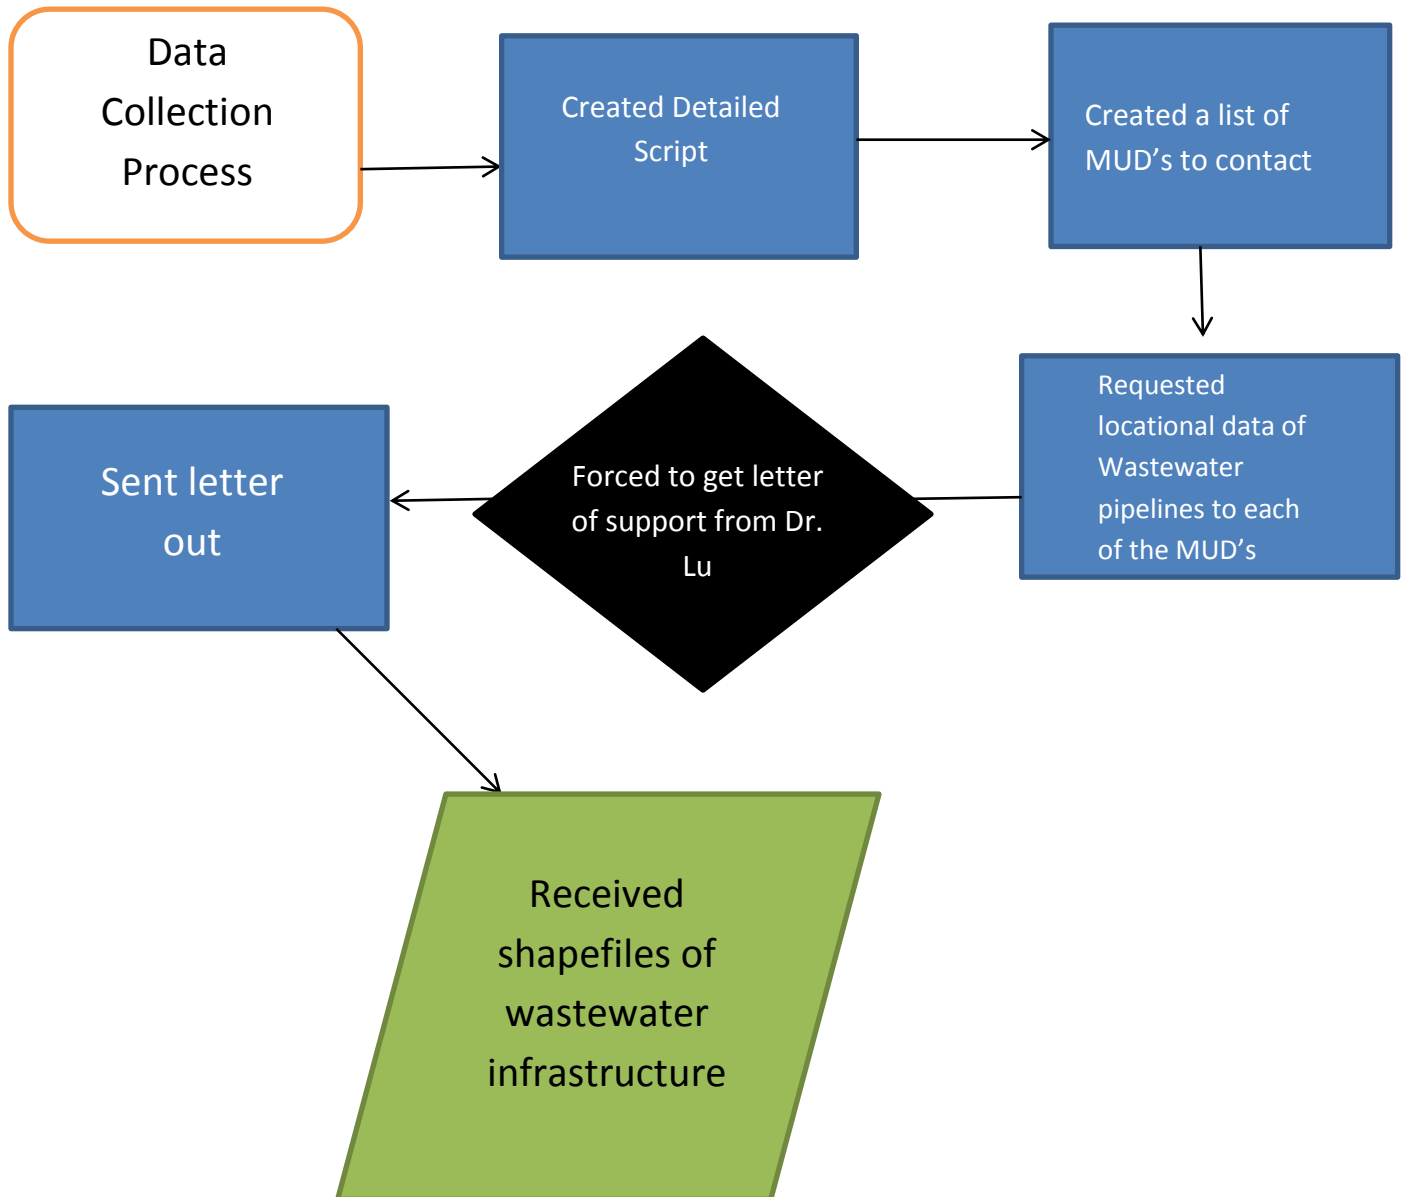 Data
Collection
Process
Created Detailed
Script
Created a list of
MUD’s to contact
Requested
locational data of
Wastewater
pipelines to each
of the MUD’s
Forced to get letter
of support from Dr.
Lu
Sent letter
out
Received
shapefiles of
wastewater
infrastructure